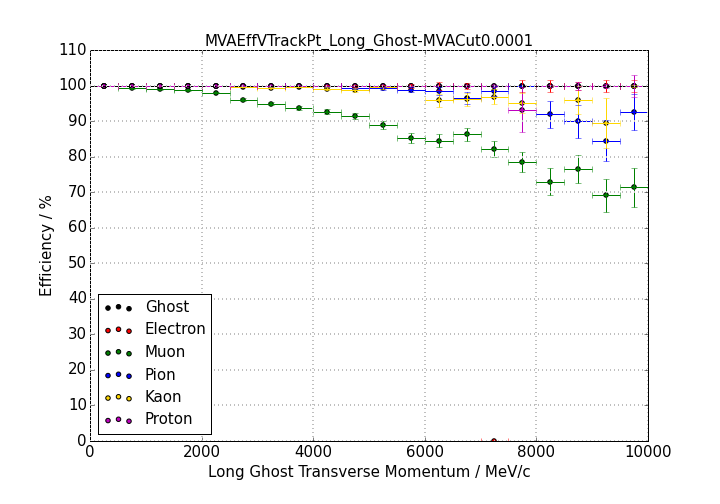 MVAEffVTrackPt_Long_Ghost-MVACut0.0001
110
100
90
80
70
60
50
40
30
20
10
0
Efficiency / %
Ghost
Electron
Muon
Pion
Kaon
Proton
0 2000 4000 6000 8000 10000
Long Ghost Transverse Momentum / MeV/c